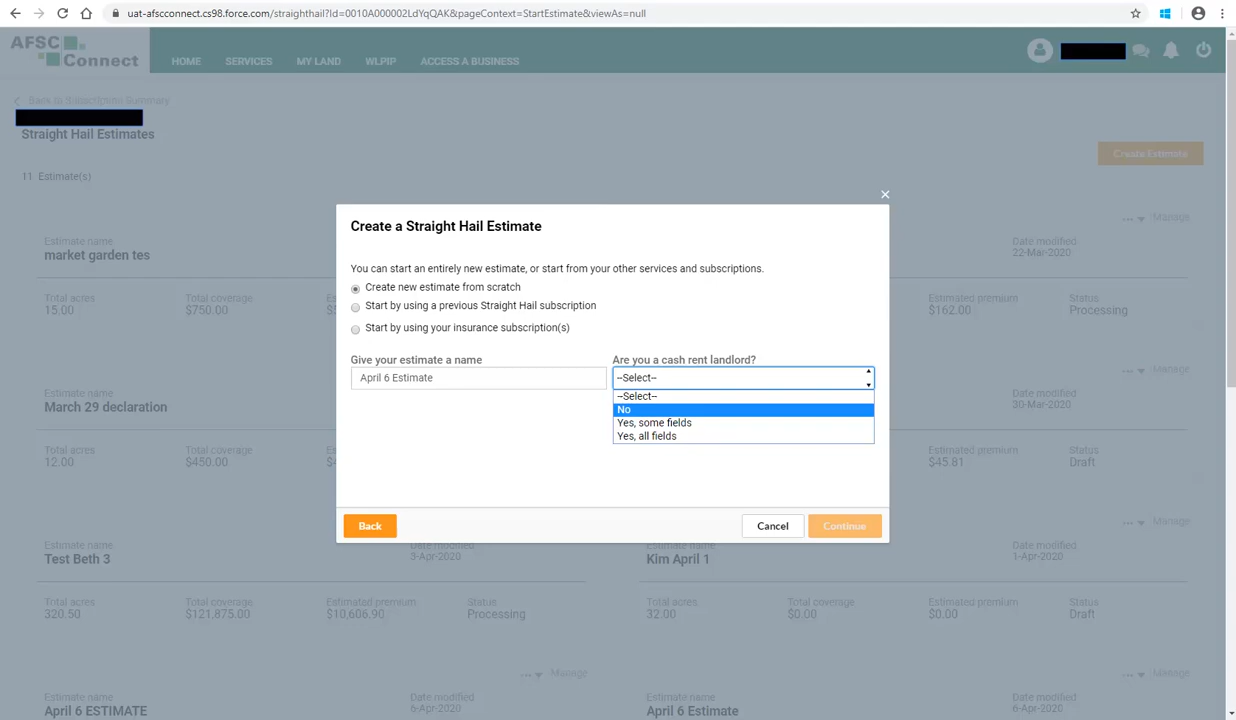 uat-afscconnect.cs98.force.com/straighthail?Id=0010A000002LdYqQAK&pageContext=StartEstimate&viewAs=null
AFSC
Connect
HOME SERVICES MY LAND WLPIP ACCESS A BUSINESS
Back to Subscription Summary
Straight Hail Estimates
Create Estimate
11 Estimate(s)
... Manage
Estimate name
market garden tes
Date modified
22-Mar-2020
Total acres
15.00
Total coverage
$750.00
Estimated premium
$162.00
Status
Processing
... Manage
Estimate name
March 29 declaration
Date modified
30-Mar-2020
Total acres
12.00
Total coverage
$450.00
Estimated premium
$45.81
Status
Draft
Create a Straight Hail Estimate
You can start an entirely new estimate, or start from your other services and subscriptions.
Create new estimate from scratch
Start by using a previous Straight Hail subscription
Start by using your insurance subscription(s)
Give your estimate a name
April 6 Estimate
Are you a cash rent landlord?
--Select--
--Select--
No
Yes, some fields
Yes, all fields
Back
Cancel
Continue
... Manage
Estimate name
Test Beth 3
Date modified
3-Apr-2020
Total acres
320.50
Total coverage
$121,875.00
Estimated premium
$10,606.90
Status
Processing
Estimate name
Kim April 1
Date modified
1-Apr-2020
Total acres
32.00
Total coverage
$0.00
Estimated premium
$0.00
Status
Draft
... Manage
... Manage
Estimate name
April 6 ESTIMATE
Date modified
6-Apr-2020
Estimate name
April 6 Estimate
Date modified
6-Apr-2020